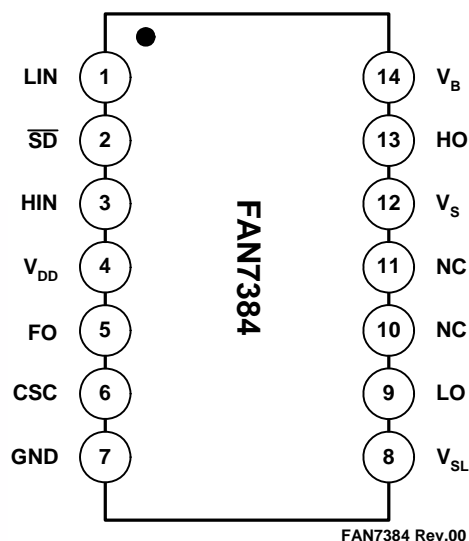 LIN 1
SD 2
HIN 3
VDD 4
FO 5
CSC 6
GND 7
FAN7384
14 VB
13 HO
12 VS
11 NC
10 NC
9 LO
8 VSL
FAN7384 Rev.00